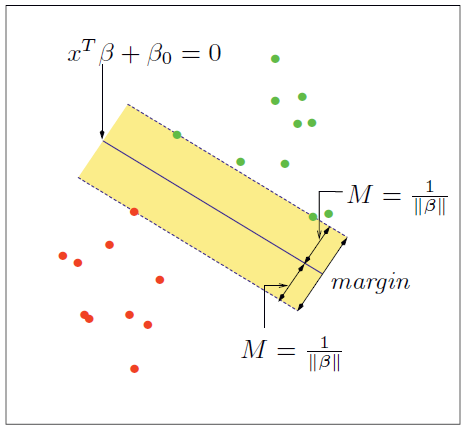 x^T β + β_0 = 0
M = 1/‖β‖
margin
M = 1/‖β‖